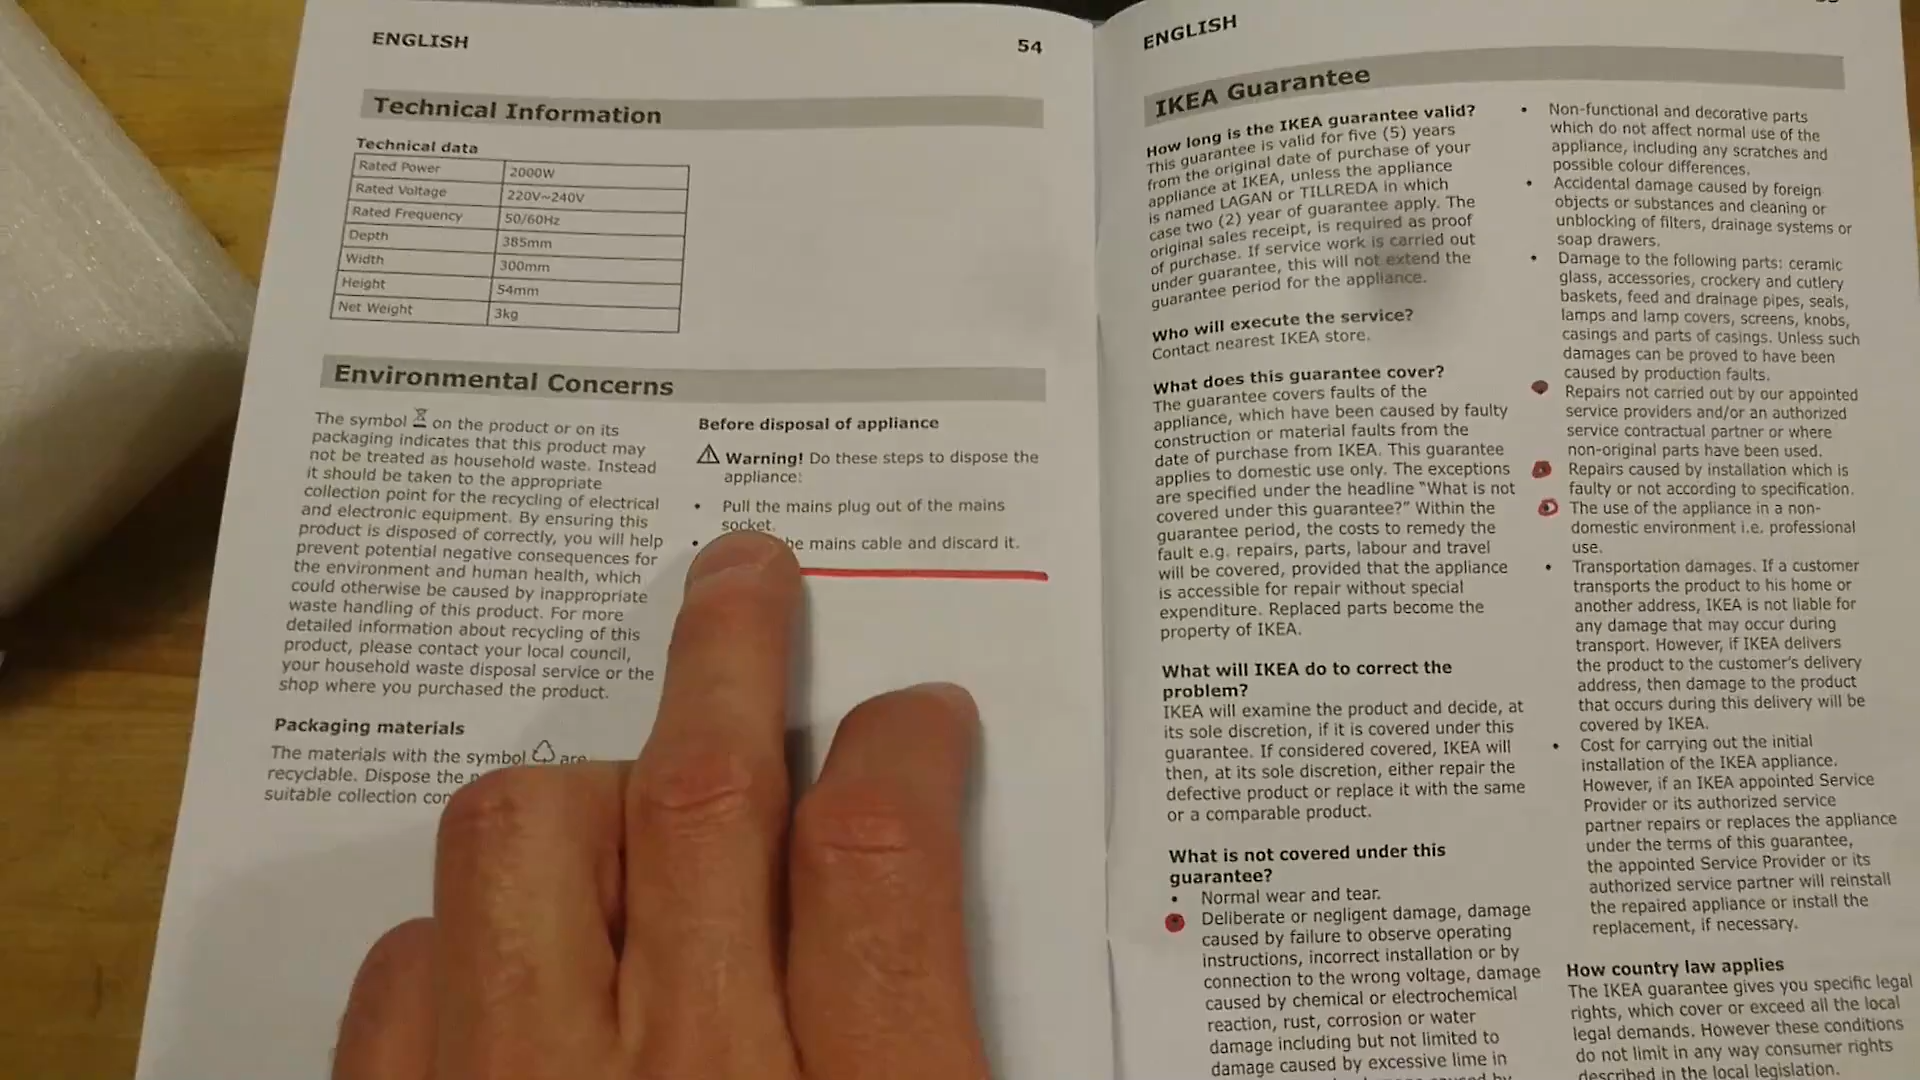 ENGLISH
54
Technical Information
Technical data
Rated Power 2000W
Rated Voltage 220V~240V
Rated Frequency 50/60Hz
Depth 385mm
Width 300mm
Height 54mm
Net Weight 3kg
Environmental Concerns
The symbol on the product or on its
packaging indicates that this product may
not be treated as household waste. Instead
it should be taken to the appropriate
collection point for the recycling of electrical
and electronic equipment. By ensuring this
product is disposed of correctly, you will help
prevent potential negative consequences for
the environment and human health, which
could otherwise be caused by inappropriate
waste handling of this product. For more
detailed information about recycling of this
product, please contact your local council,
your household waste disposal service or the
shop where you purchased the product.
Packaging materials
The materials with the symbol are
recyclable. Dispose the
suitable collection
Before disposal of appliance
Warning! Do these steps to dispose the
appliance:
• Pull the mains plug out of the mains
socket.
• mains cable and discard it.
ENGLISH
IKEA Guarantee
How long is the IKEA guarantee valid?
This guarantee is valid for five (5) years
from the original date of purchase of your
appliance at IKEA, unless the appliance
is named LAGAN or TILLREDA in which
case two (2) year of guarantee apply. The
original sales receipt, is required as proof
of purchase. If service work is carried out
under guarantee, this will not extend the
guarantee period for the appliance.
Who will execute the service?
Contact nearest IKEA store.
What does this guarantee cover?
The guarantee covers faults of the
appliance, which have been caused by faulty
construction or material faults from the
date of purchase from IKEA. This guarantee
applies to domestic use only. The exceptions
are specified under the headline "What is not
covered under this guarantee?" Within the
guarantee period, the costs to remedy the
fault e.g. repairs, parts, labour and travel
will be covered, provided that the appliance
is accessible for repair without special
expenditure. Replaced parts become the
property of IKEA.
What will IKEA do to correct the
problem?
IKEA will examine the product and decide, at
its sole discretion, if it is covered under this
guarantee. If considered covered, IKEA will
then, at its sole discretion, either repair the
defective product or replace it with the same
or a comparable product.
What is not covered under this
guarantee?
• Normal wear and tear.
• Deliberate or negligent damage, damage
caused by failure to observe operating
instructions, incorrect installation or by
connection to the wrong voltage, damage
caused by chemical or electrochemical
reaction, rust, corrosion or water
damage including but not limited to
damage caused by excessive lime in
• Non-functional and decorative parts
which do not affect normal use of the
appliance, including any scratches and
possible colour differences.
• Accidental damage caused by foreign
objects or substances and cleaning or
unblocking of filters, drainage systems or
soap drawers.
• Damage to the following parts: ceramic
glass, accessories, crockery and cutlery
baskets, feed and drainage pipes, seals,
lamps and lamp covers, screens, knobs,
casings and parts of casings. Unless such
damages can be proved to have been
caused by production faults.
• Repairs not carried out by our appointed
service providers and/or an authorized
service contractual partner or where
non-original parts have been used.
• Repairs caused by installation which is
faulty or not according to specification.
• The use of the appliance in a non-
domestic environment i.e. professional
use.
• Transportation damages. If a customer
transports the product to his home or
another address, IKEA is not liable for
any damage that may occur during
transport. However, if IKEA delivers
the product to the customer's delivery
address, then damage to the product
that occurs during this delivery will be
covered by IKEA.
• Cost for carrying out the initial
installation of the IKEA appliance.
However, if an IKEA appointed Service
Provider or its authorized service
partner repairs or replaces the appliance
under the terms of this guarantee,
the appointed Service Provider or its
authorized service partner will reinstall
the repaired appliance or install the
replacement, if necessary.
How country law applies
The IKEA guarantee gives you specific legal
rights, which cover or exceed all the local
legal demands. However these conditions
do not limit in any way consumer rights
described in the local legislation.